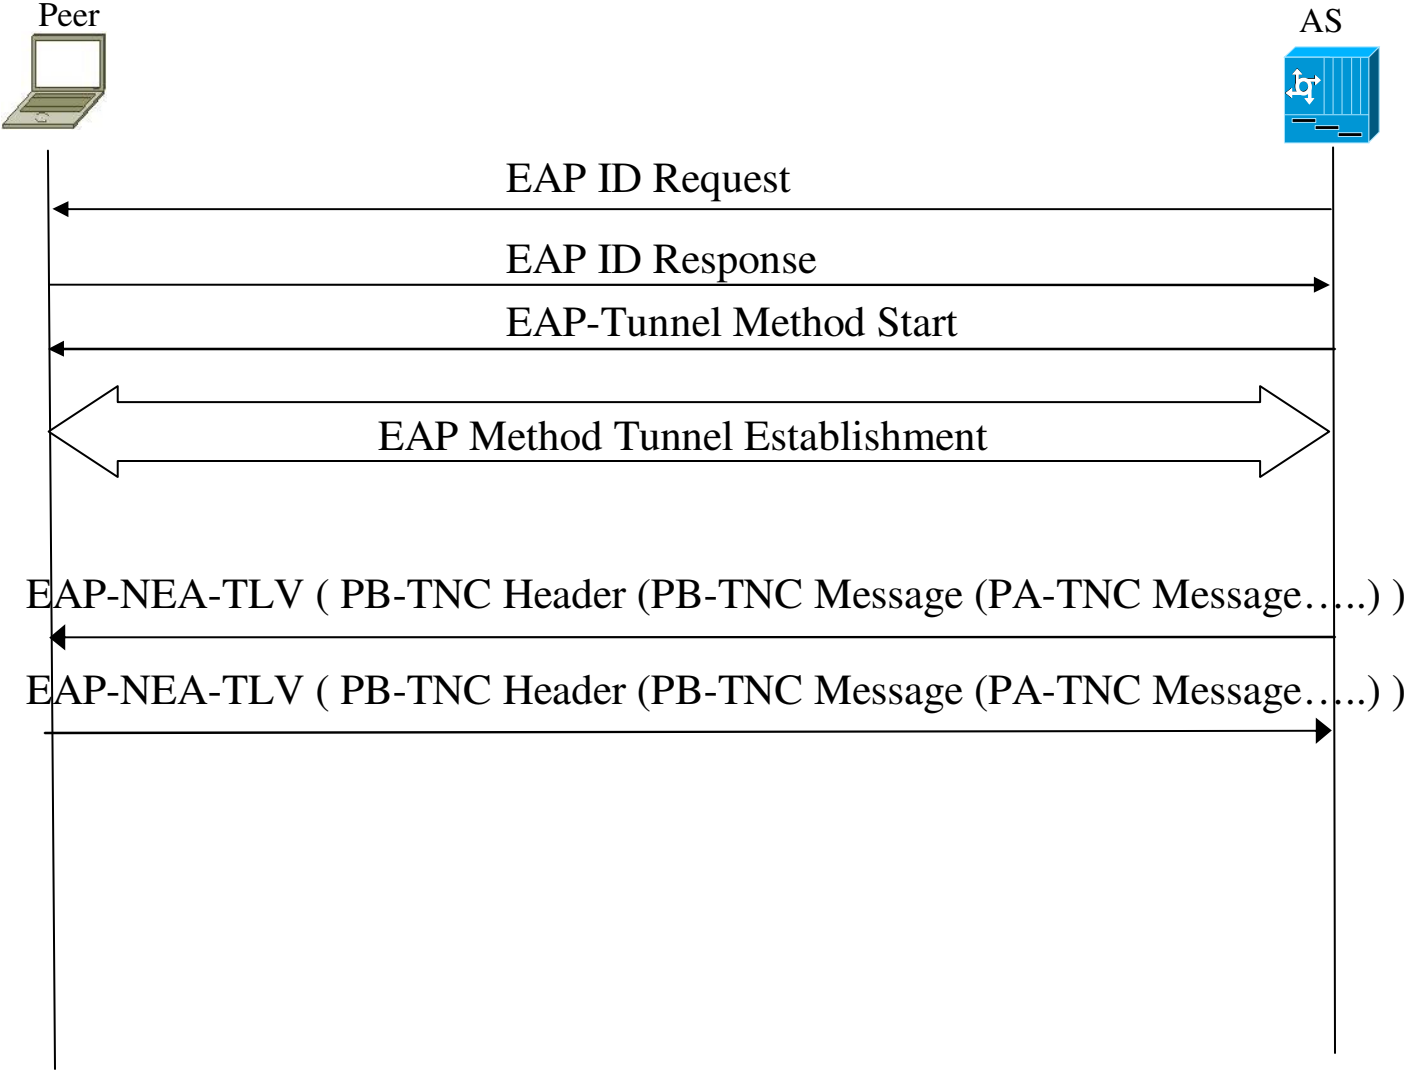 Peer
AS
EAP ID Request
EAP ID Response
EAP-Tunnel Method Start
EAP Method Tunnel Establishment
EAP-NEA-TLV ( PB-TNC Header (PB-TNC Message (PA-TNC Message…..) )
EAP-NEA-TLV ( PB-TNC Header (PB-TNC Message (PA-TNC Message…..) )